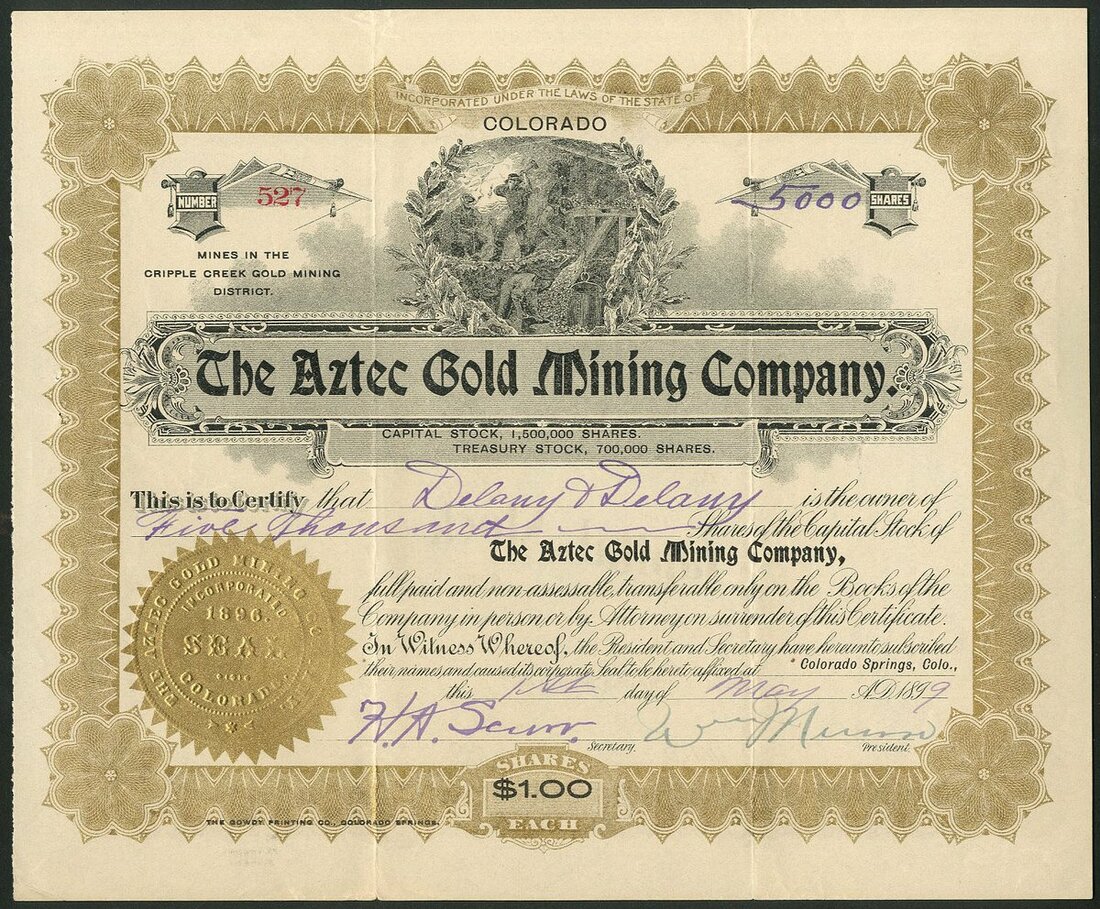 INCORPORATED UNDER THE LAWS OF THE STATE OF
COLORADO
NUMBER 527
5000 SHARES
MINES IN THE
CRIPPLE CREEK GOLD MINING
DISTRICT.
The Aztec Gold Mining Company.
CAPITAL STOCK, 1,500,000 SHARES.
TREASURY STOCK, 700,000 SHARES.
This is to Certify that Delany & Delany is the owner of
Five Thousand Shares of the Capital Stock of
The Aztec Gold Mining Company,
full paid and non-assessable, transferable only on the Books of the
Company in person or by Attorney on surrender of this Certificate.
In Witness Whereof, the President and Secretary have hereunto subscribed
their names and caused its corporate Seal to be hereto affixed at Colorado Springs, Colo.,
this day of May A.D. 1899
H. A. Secretary. President.
THE AZTEC GOLD MINING CO.
INCORPORATED
1896.
SEAL
COLORADO
SHARES
$1.00
EACH
THE GOWDY PRINTING CO., COLORADO SPRINGS.